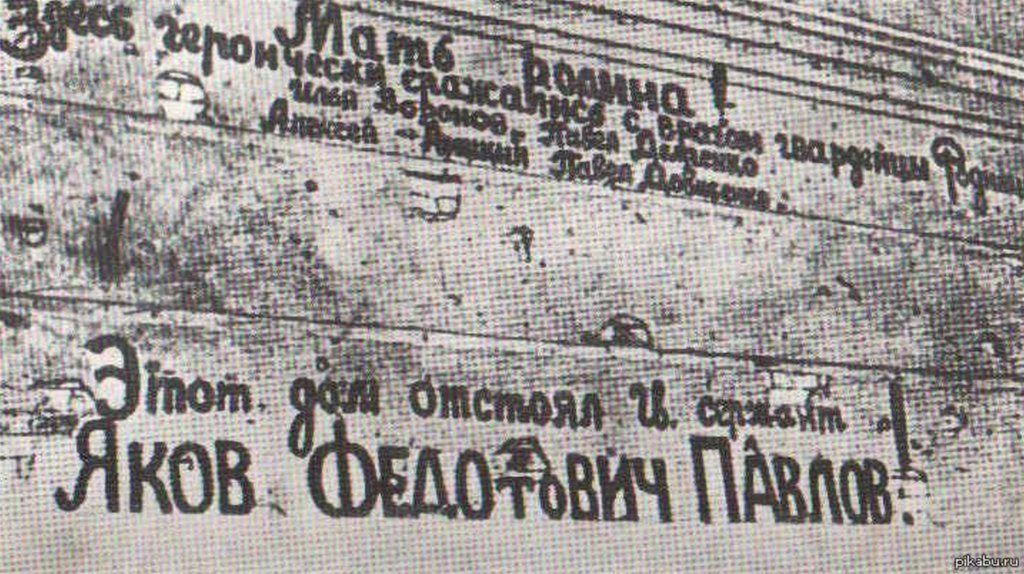 Мать Родина!
Здесь героически сражались с врагом гвардейцы
Илья Воронов, Павел Демченко
Алексей Аникин Павел Довженко
Этот дом отстоял гв. сержант
Яков Федотович Павлов!
pikabu.ru